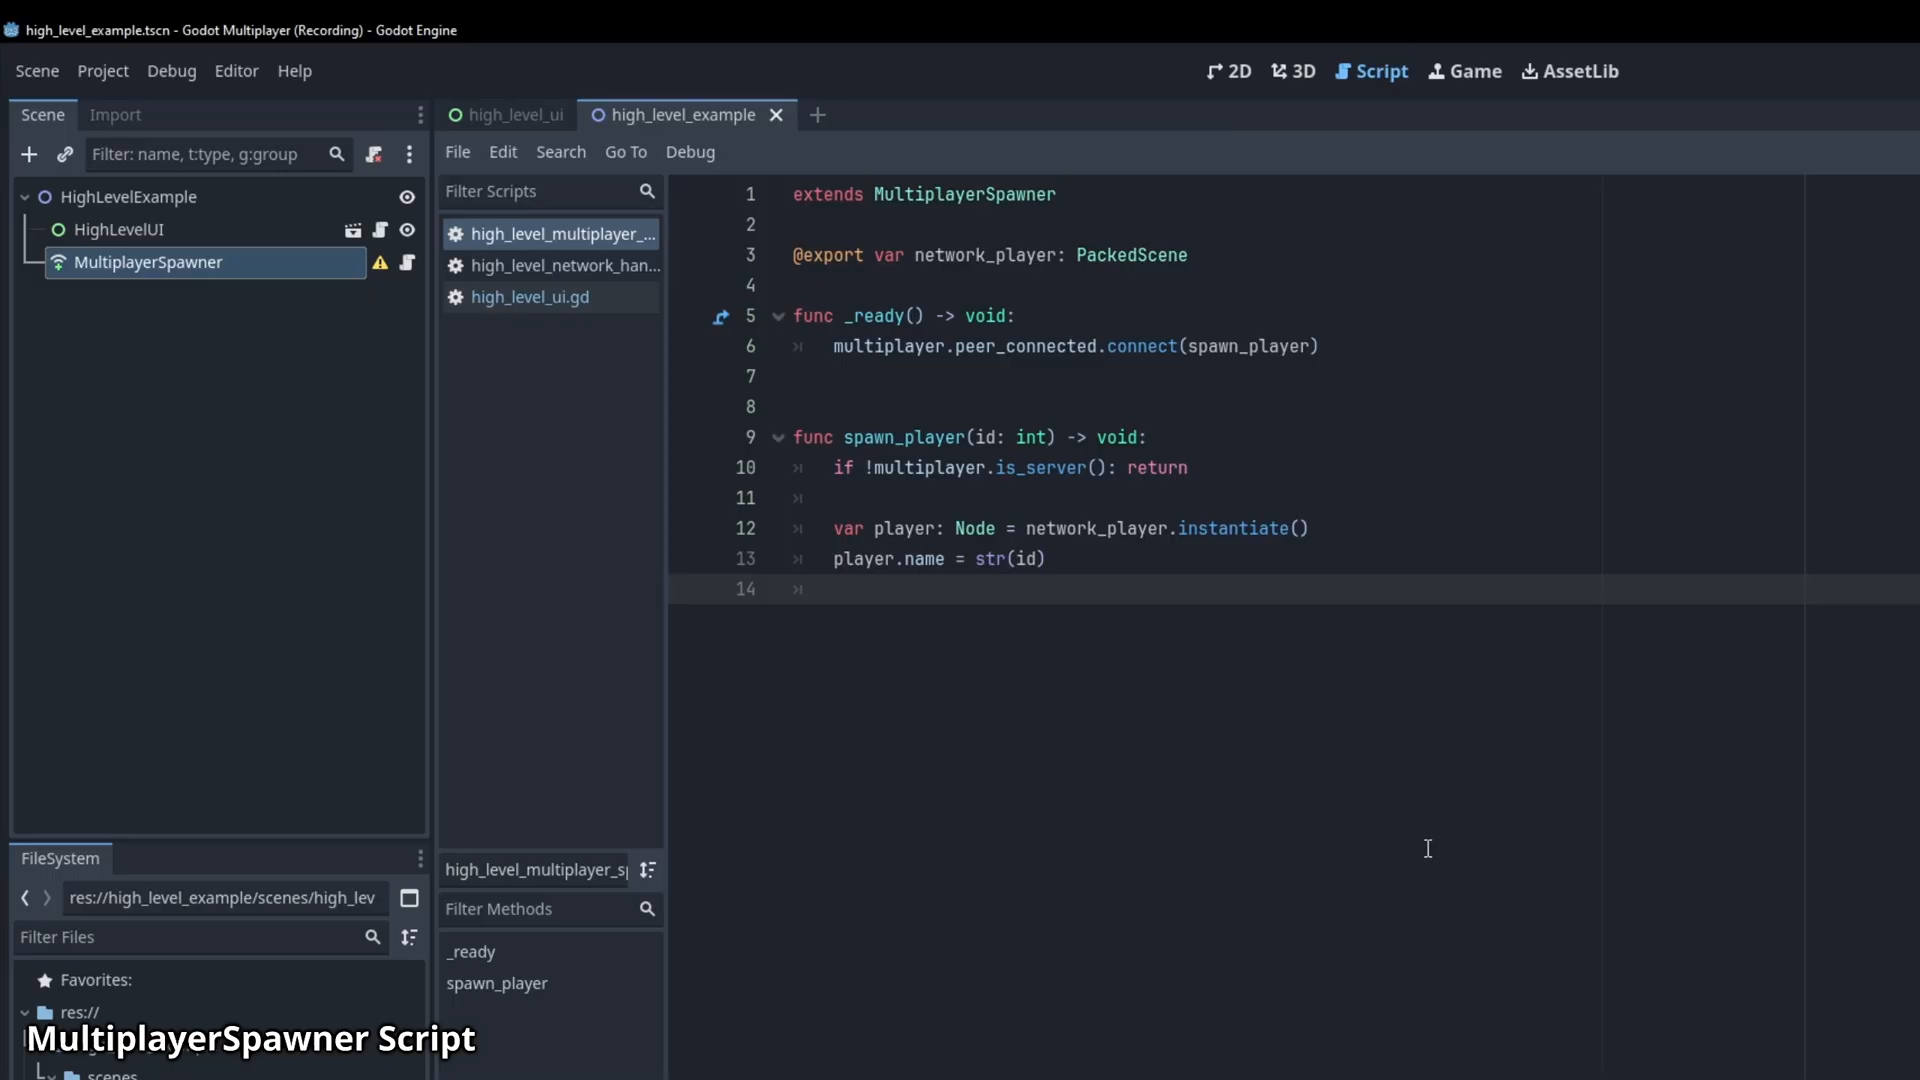 high_level_example.tscn - Godot Multiplayer (Recording) - Godot Engine
Scene Project Debug Editor Help
2D 3D Script Game AssetLib
Scene Import
high_level_ui high_level_example
Filter: name, t:type, g:group
File Edit Search Go To Debug
HighLevelExample
HighLevelUI
MultiplayerSpawner
Filter Scripts
high_level_multiplayer_...
high_level_network_han...
high_level_ui.gd
1 extends MultiplayerSpawner
2
3 @export var network_player: PackedScene
4
5 func _ready() -> void:
6 multiplayer.peer_connected.connect(spawn_player)
7
8
9 func spawn_player(id: int) -> void:
10 if !multiplayer.is_server(): return
11
12 var player: Node = network_player.instantiate()
13 player.name = str(id)
14
high_level_multiplayer_sp
Filter Methods
_ready
spawn_player
FileSystem
res://high_level_example/scenes/high_lev
Filter Files
Favorites:
res://
scenes
MultiplayerSpawner Script